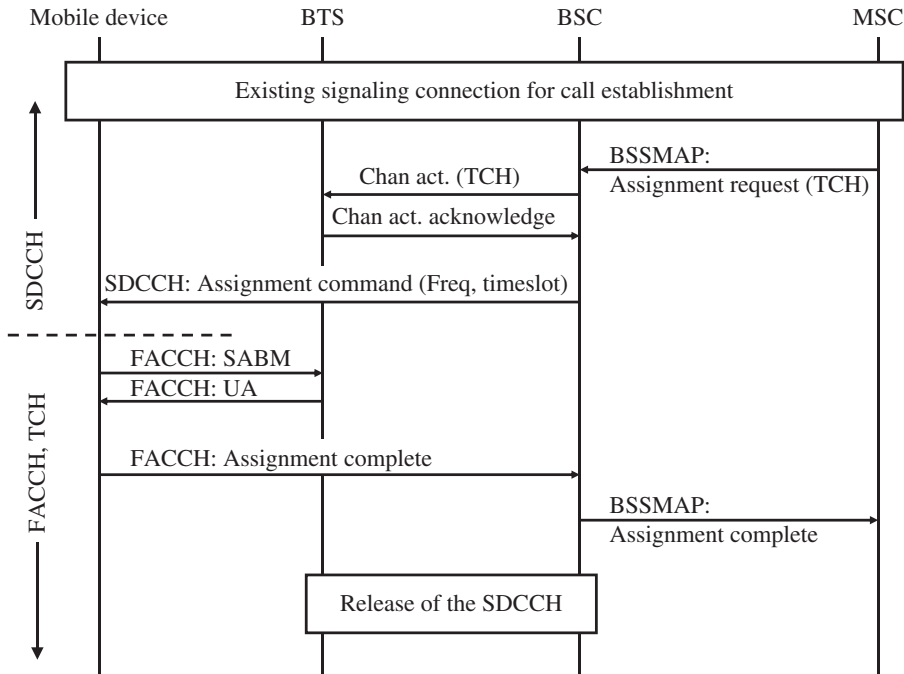 Mobile device BTS BSC MSC
Existing signaling connection for call establishment
BSSMAP:
Chan act. (TCH)
Assignment request (TCH)
Chan act. acknowledge
SDCCH
SDCCH: Assignment command (Freq, timeslot)
FACCH: SABM
FACCH: UA
FACCH, TCH
FACCH: Assignment complete
BSSMAP:
Assignment complete
Release of the SDCCH